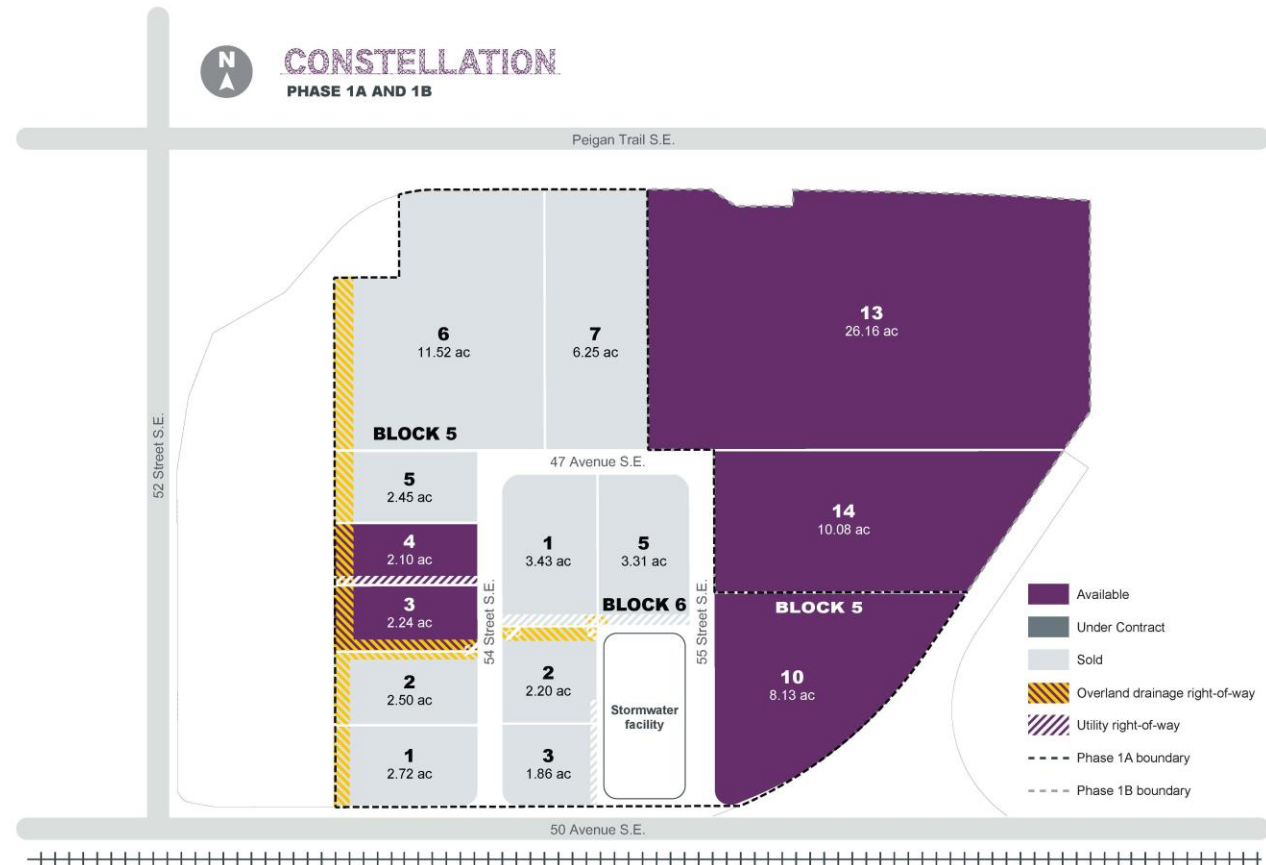 N
CONSTELLATION
PHASE 1A AND 1B
Peigan Trail S.E.
52 Street S.E.
6
11.52 ac
7
6.25 ac
13
26.16 ac
BLOCK 5
47 Avenue S.E.
5
2.45 ac
4
2.10 ac
3
2.24 ac
2
2.50 ac
1
2.72 ac
54 Street S.E.
1
3.43 ac
5
3.31 ac
BLOCK 6
2
2.20 ac
3
1.86 ac
Stormwater
facility
55 Street S.E.
14
10.08 ac
BLOCK 5
10
8.13 ac
Available
Under Contract
Sold
Overland drainage right-of-way
Utility right-of-way
Phase 1A boundary
Phase 1B boundary
50 Avenue S.E.